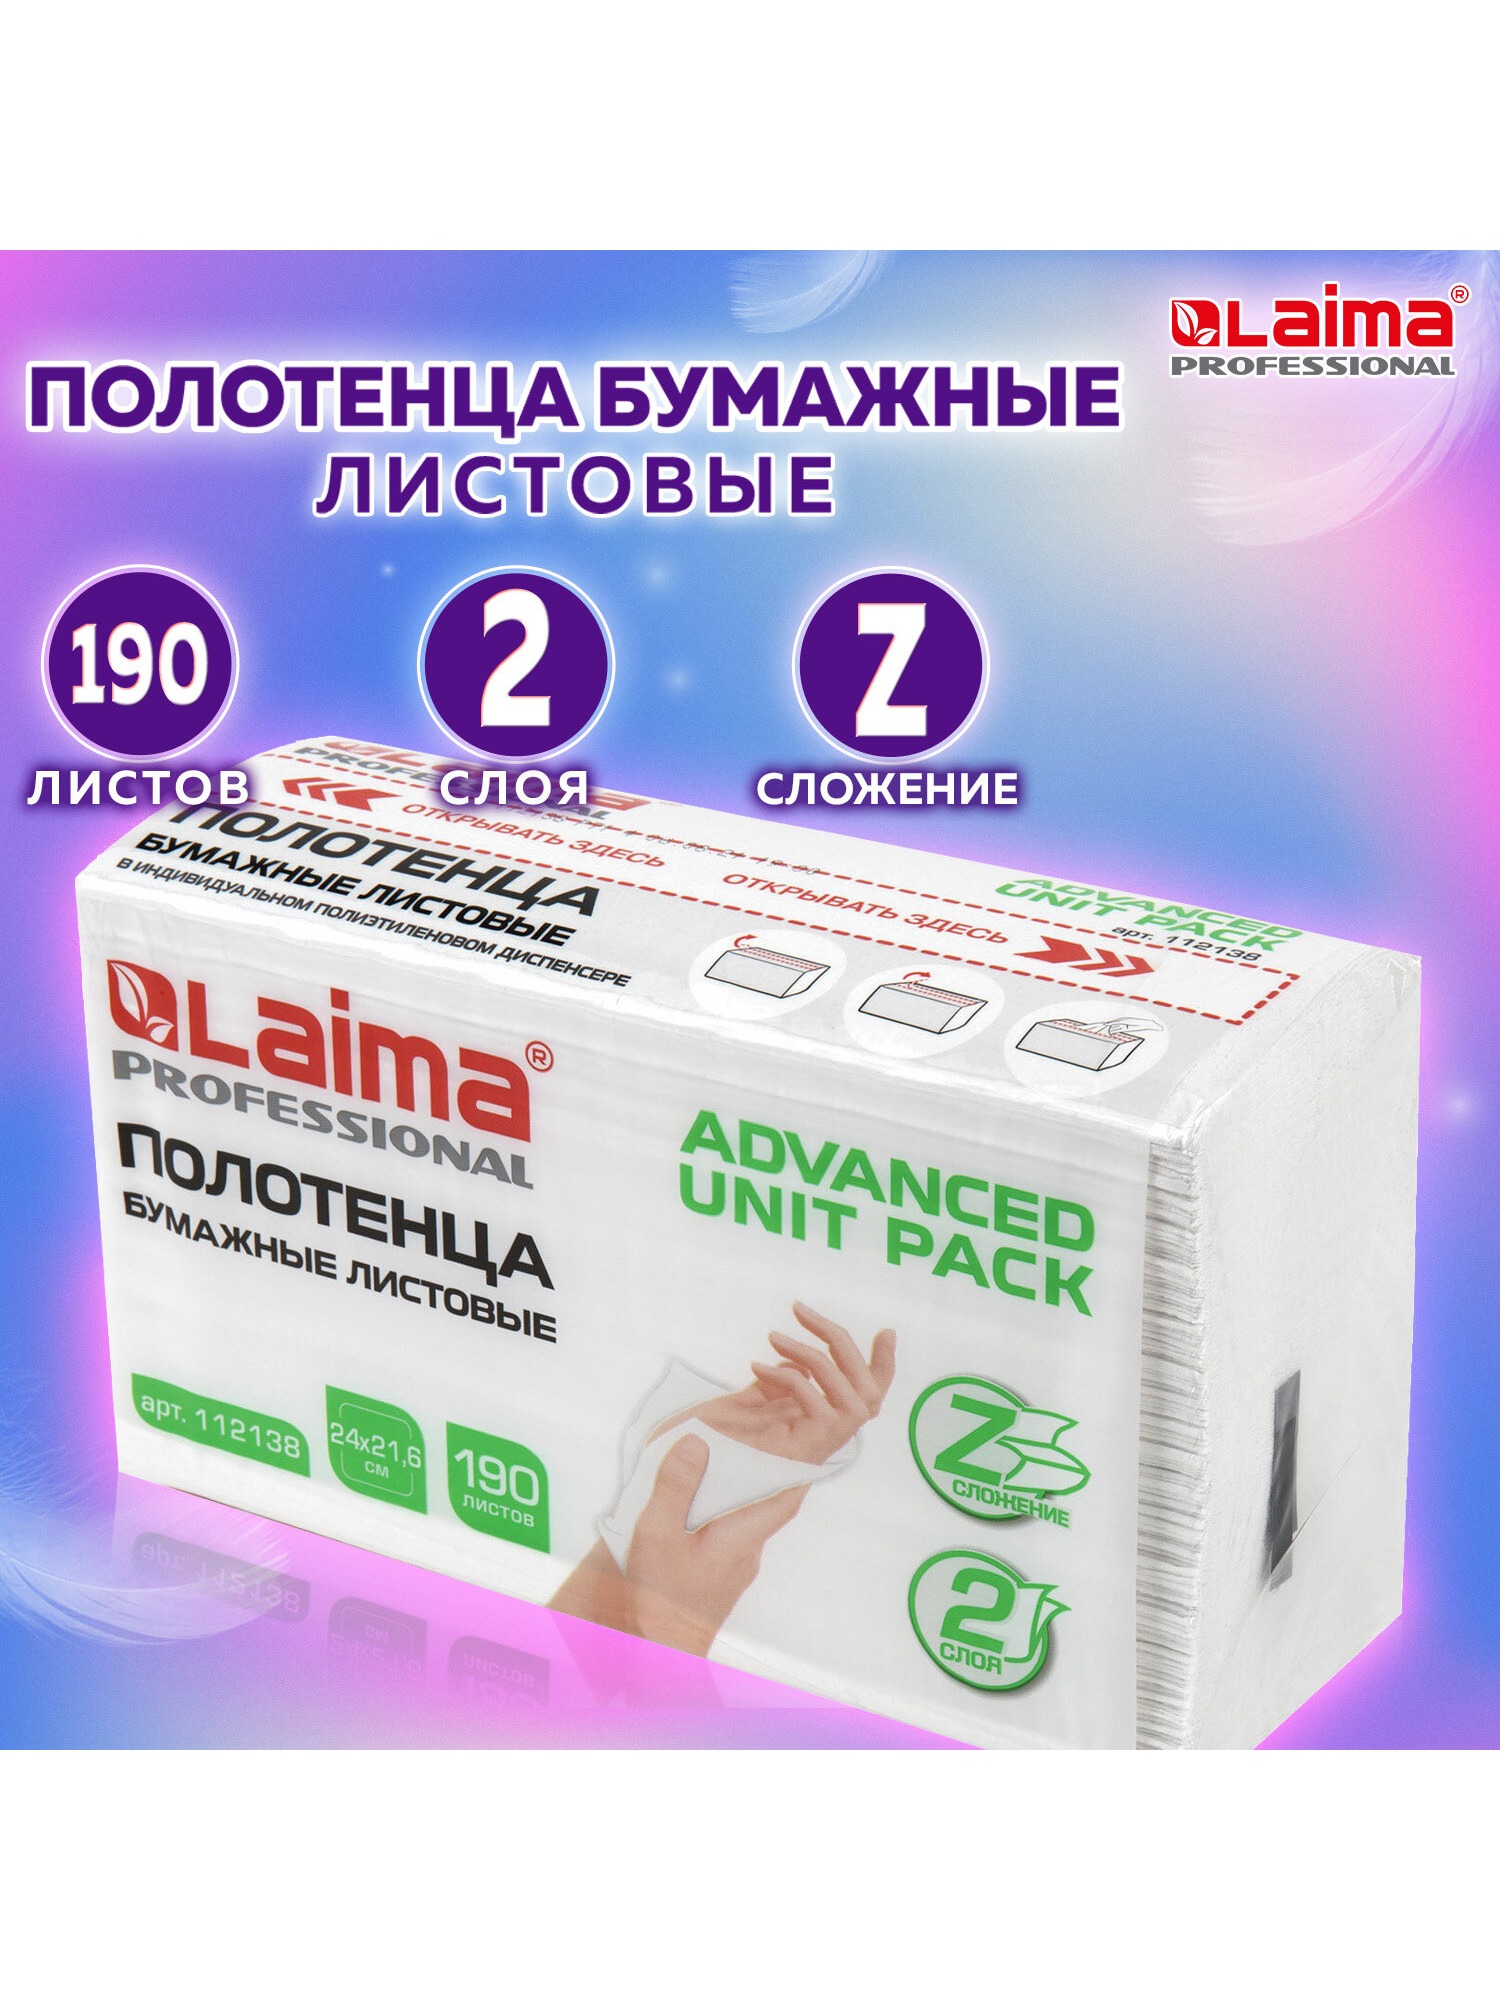 Laima®
PROFESSIONAL
ПОЛОТЕНЦА БУМАЖНЫЕ
ЛИСТОВЫЕ
190
ЛИСТОВ
2
СЛОЯ
Z
СЛОЖЕНИЕ
ОТКРЫВАТЬ ЗДЕСЬ
ОТКРЫВАТЬ ЗДЕСЬ
ПОЛОТЕНЦА
БУМАЖНЫЕ ЛИСТОВЫЕ
В ИНДИВИДУАЛЬНОМ ПОЛИЭТИЛЕНОВОМ ДИСПЕНСЕРЕ
ADVANCED
UNIT PACK
арт. 112138
Laima®
PROFESSIONAL
ПОЛОТЕНЦА
БУМАЖНЫЕ ЛИСТОВЫЕ
ADVANCED
UNIT PACK
арт. 112138
24x21,6
СМ
190
ЛИСТОВ
Z
СЛОЖЕНИЕ
2
СЛОЯ